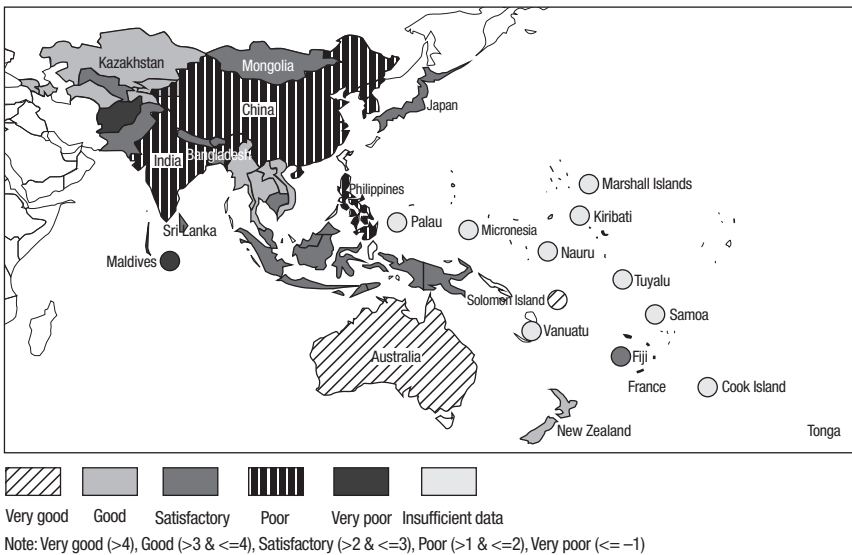 Kazakhstan
Mongolia
China
Japan
India
Bangladesh
Philippines
Marshall Islands
Sri Lanka
Palau
Micronesia
Kiribati
Maldives
Nauru
Tuyalu
Solomon Island
Samoa
Vanuatu
Australia
Fiji
France
Cook Island
New Zealand
Tonga
Very good
Good
Satisfactory
Poor
Very poor
Insufficient data
Note: Very good (>4), Good (>3 & <=4), Satisfactory (>2 & <=3), Poor (>1 & <=2), Very poor (<= –1)